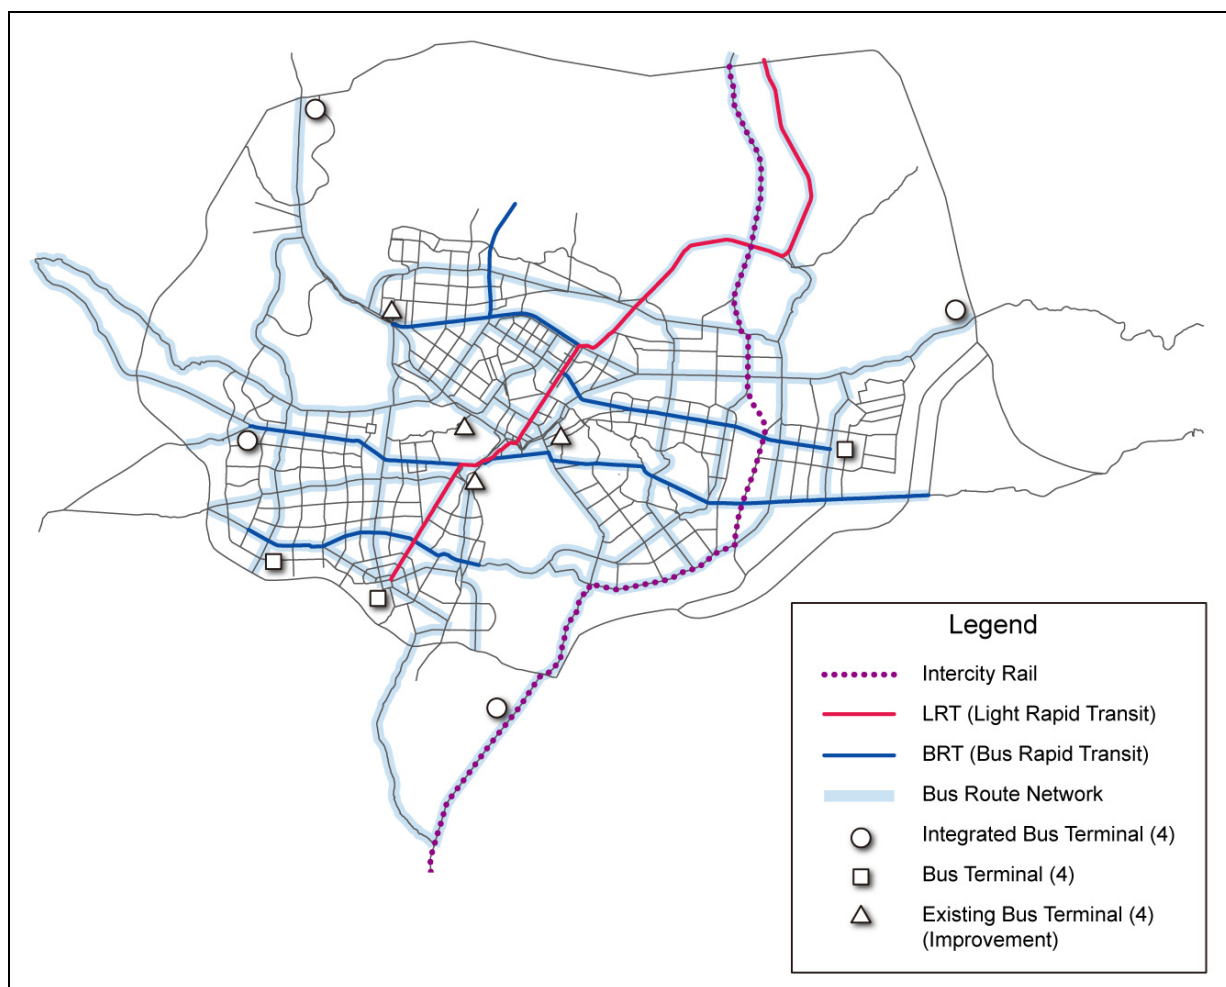 Legend
Intercity Rail
LRT (Light Rapid Transit)
BRT (Bus Rapid Transit)
Bus Route Network
Integrated Bus Terminal (4)
Bus Terminal (4)
Existing Bus Terminal (4)
(Improvement)